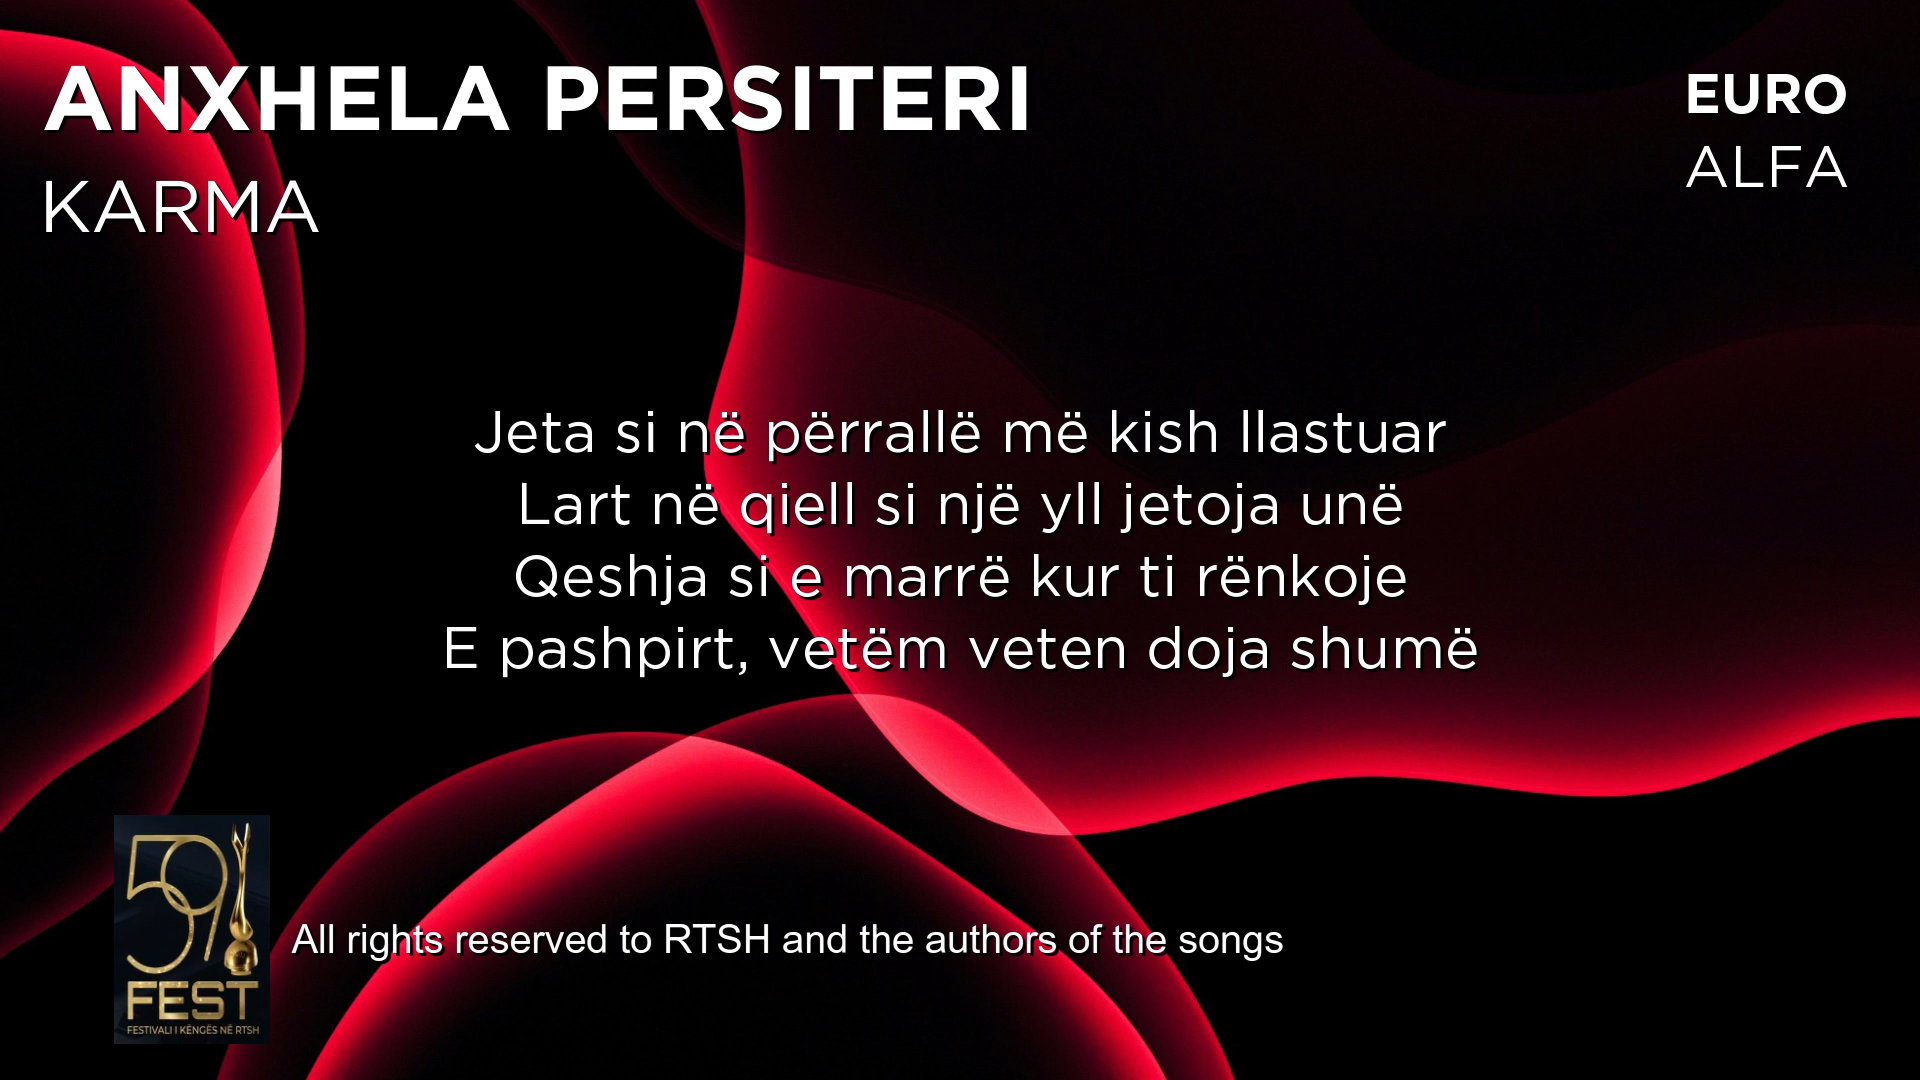 ANXHELA PERSITERI
KARMA
EURO
ALFA
Jeta si në përrallë më kish llastuar
Lart në qiell si një yll jetoja unë
Qeshja si e marrë kur ti rënkoje
E pashpirt, vetëm veten doja shumë
59
FEST
FESTIVALI I KËNGËS NË RTSH
All rights reserved to RTSH and the authors of the songs